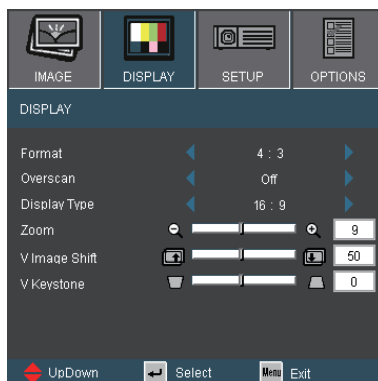 IMAGE DISPLAY SETUP OPTIONS
DISPLAY
Format 4 : 3
Overscan Off
Display Type 16 : 9
Zoom 9
V Image Shift 50
V Keystone 0
UpDown Select Menu Exit